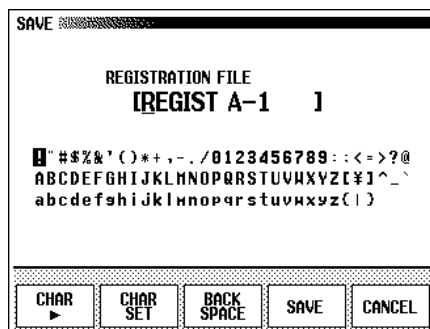 SAVE
REGISTRATION FILE
[REGIST A-1 ]
!"#$%&'()*+,-./0123456789:;<=>?@
ABCDEFGHIJKLMNOPQRSTUVWXYZ[¥]^_`
abcdefghijklmnopqrstuvwxyz{|}
CHAR ▶
CHAR SET
BACK SPACE
SAVE
CANCEL